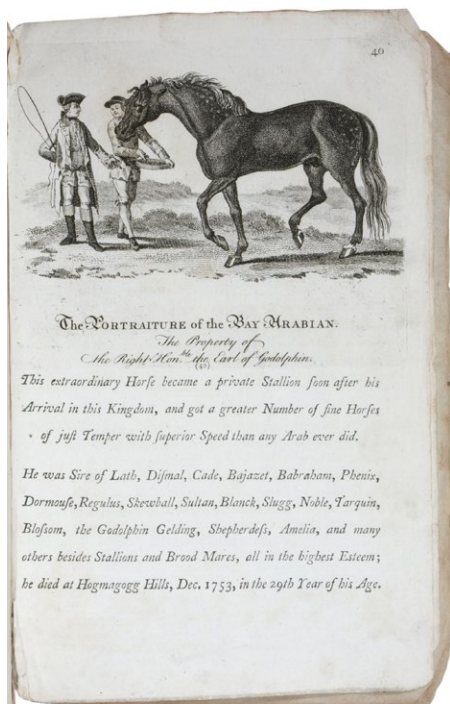 40
The PORTRAITURE of the BAY ARABIAN.
The Property of
the Right Hon.ble the Earl of Godolphin.
(40)
This extraordinary Horſe became a private Stallion ſoon after his
Arrival in this Kingdom, and got a greater Number of fine Horſes
of juſt Temper with ſuperior Speed than any Arab ever did.
He was Sire of Lath, Diſmal, Cade, Bajazet, Babraham, Phenix,
Dormouſe, Regulus, Skewball, Sultan, Blanck, Slugg, Noble, Tarquin,
Bloſſom, the Godolphin Gelding, Shepherdeſs, Amelia, and many
others besides Stallions and Brood Mares, all in the higheſt Eſteem;
he died at Hogmagogg Hills, Dec. 1753, in the 29th Year of his Age.